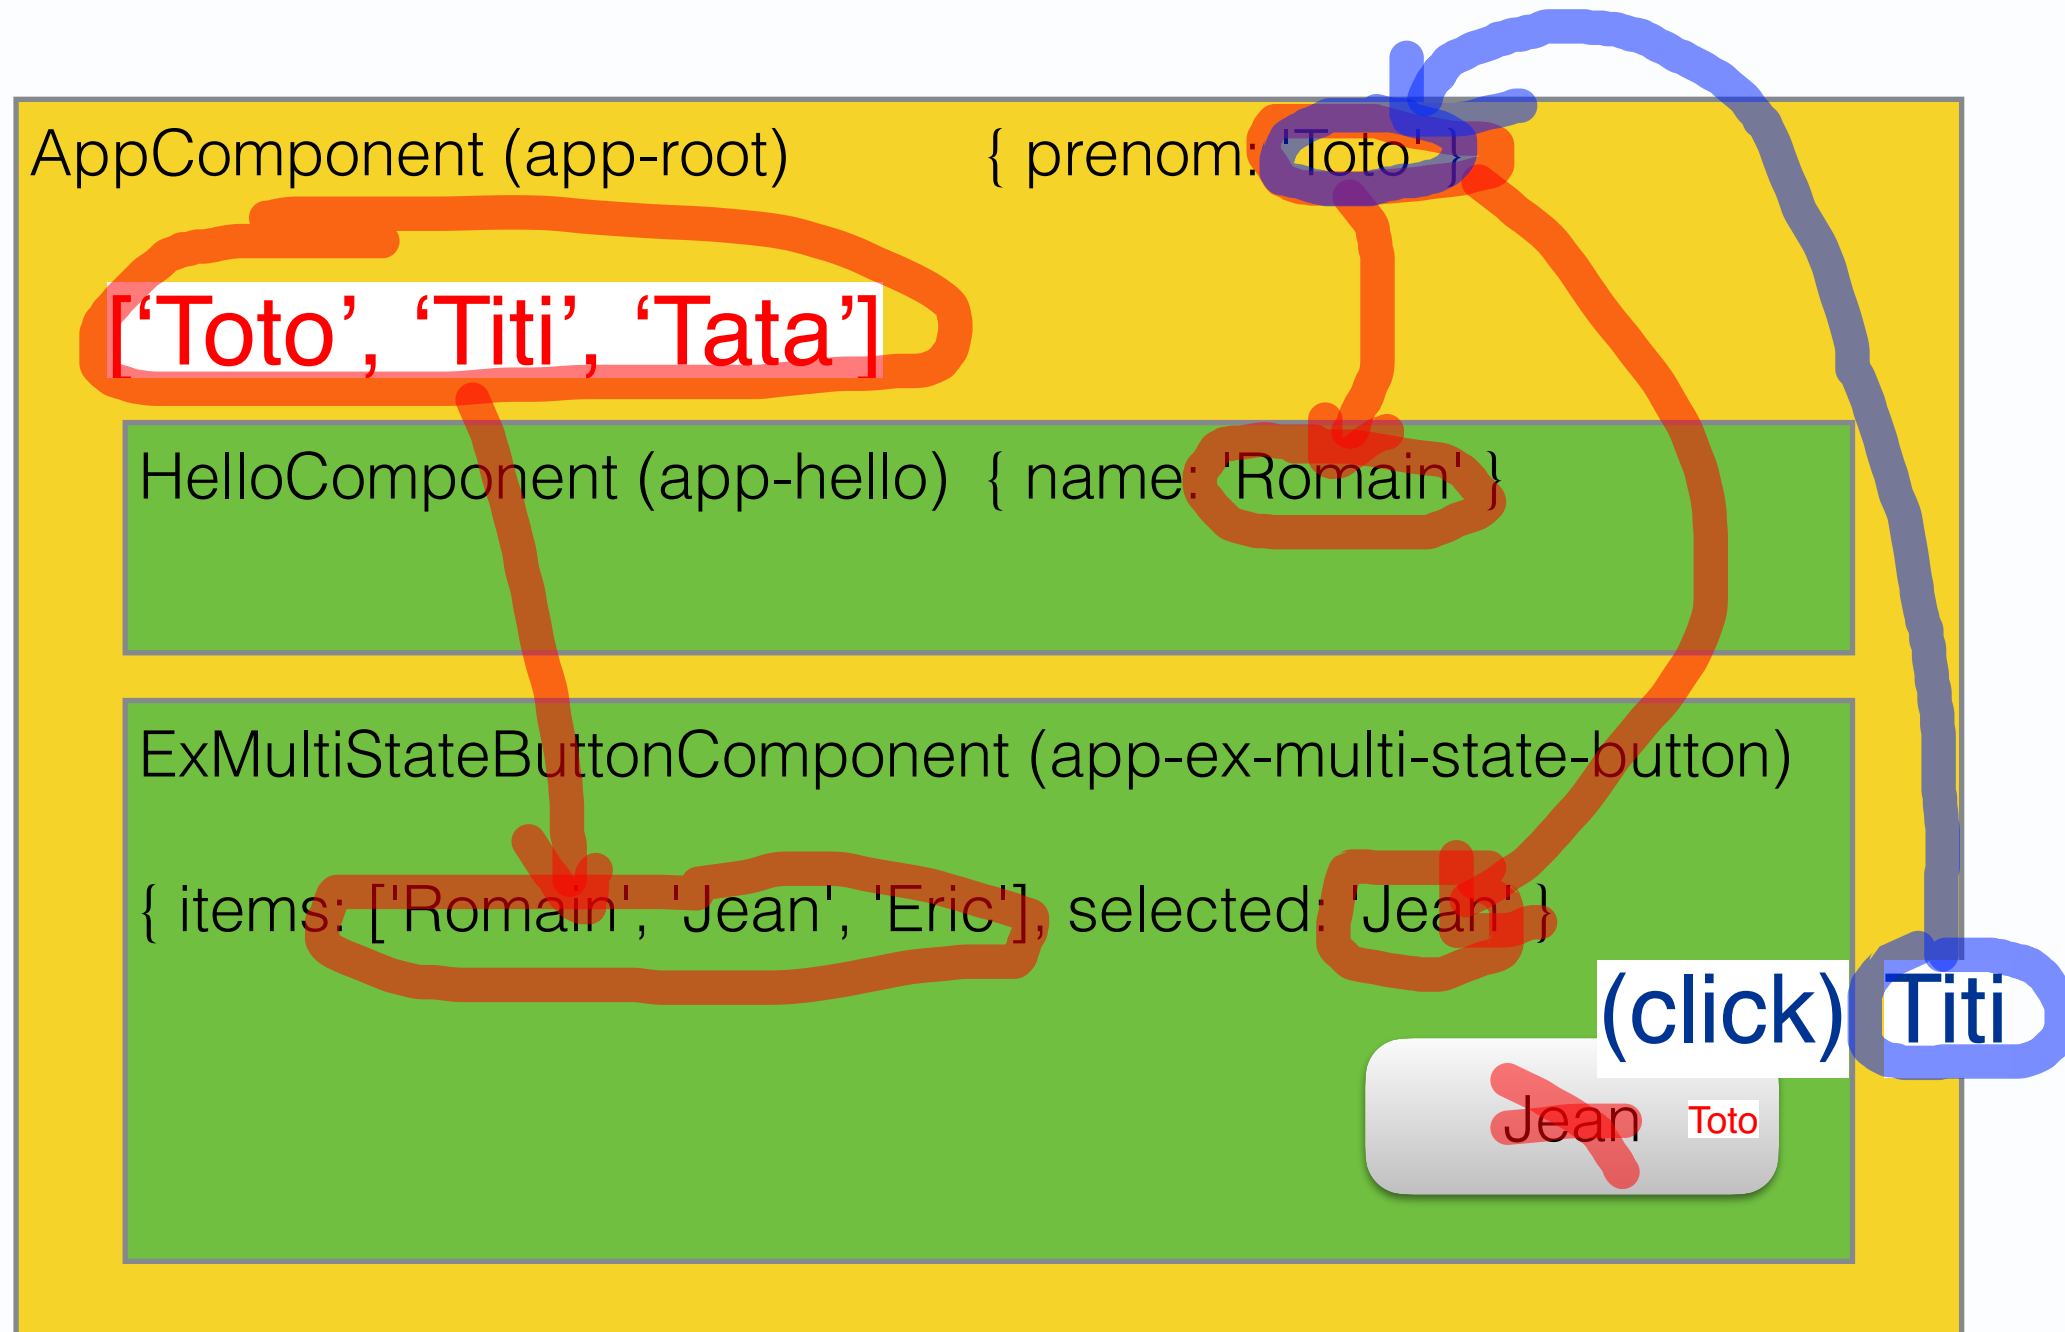 AppComponent (app-root) { prenom: 'Toto' }
[‘Toto’, ‘Titi’, ‘Tata’]
HelloComponent (app-hello) { name: 'Romain' }
ExMultiStateButtonComponent (app-ex-multi-state-button)
{ items: ['Romain', 'Jean', 'Eric'], selected: 'Jean' }
(click) Titi
Jean Toto